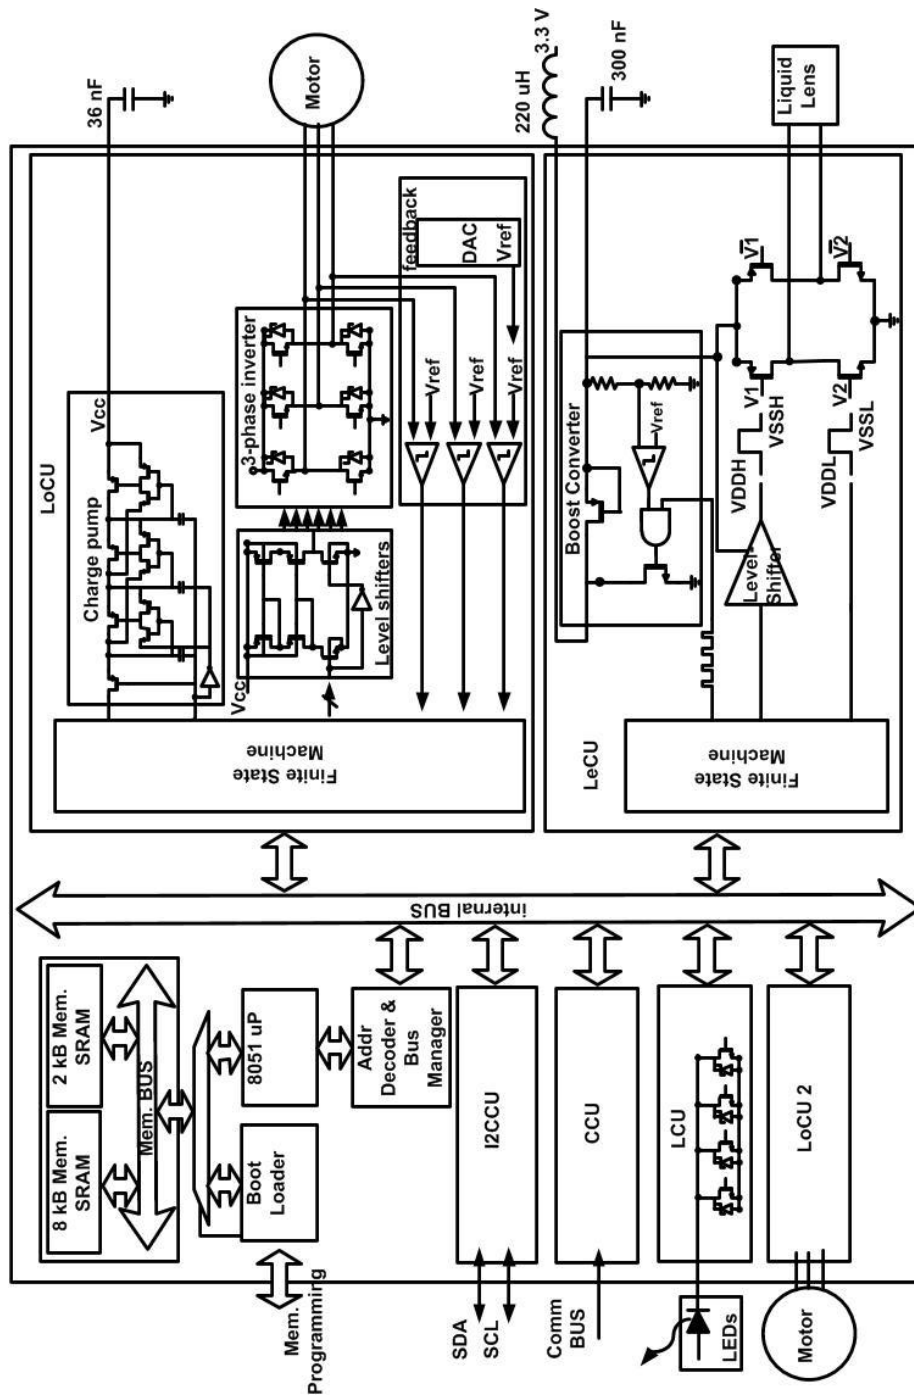 8 kB Mem.
SRAM
2 kB Mem.
SRAM
Mem. BUS
Mem.
Programming
Boot
Loader
8051 uP
Addr
Decoder &
Bus
Manager
SDA
SCL
I2CCU
Comm
BUS
CCU
LEDs
LCU
Motor
LoCU 2
internal BUS
LoCU
Finite State
Machine
Charge pump
Vcc
36 nF
Vcc
Level shifters
3-phase inverter
Motor
feedback
DAC
Vref
Vref
Vref
Vref
LeCU
Finite State
Machine
Boost Converter
Vref
220 uH
3.3 V
300 nF
Level
Shifter
VDDH
VSSH
VDDL
VSSL
V1
V̅1
V2
V̅2
Liquid
Lens